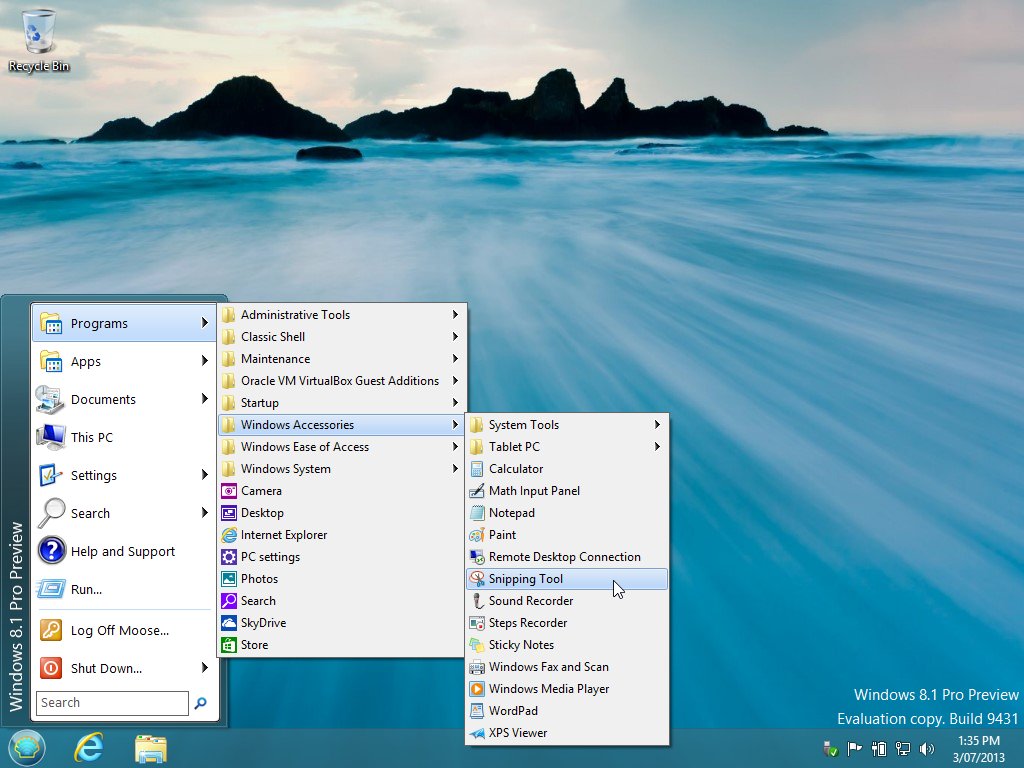 Recycle Bin
Windows 8.1 Pro Preview
Programs
Apps
Documents
This PC
Settings
Search
Help and Support
Run...
Log Off Moose...
Shut Down...
Search
Administrative Tools
Classic Shell
Maintenance
Oracle VM VirtualBox Guest Additions
Startup
Windows Accessories
Windows Ease of Access
Windows System
Camera
Desktop
Internet Explorer
PC settings
Photos
Search
SkyDrive
Store
System Tools
Tablet PC
Calculator
Math Input Panel
Notepad
Paint
Remote Desktop Connection
Snipping Tool
Sound Recorder
Steps Recorder
Sticky Notes
Windows Fax and Scan
Windows Media Player
WordPad
XPS Viewer
Windows 8.1 Pro Preview
Evaluation copy. Build 9431
1:35 PM
3/07/2013